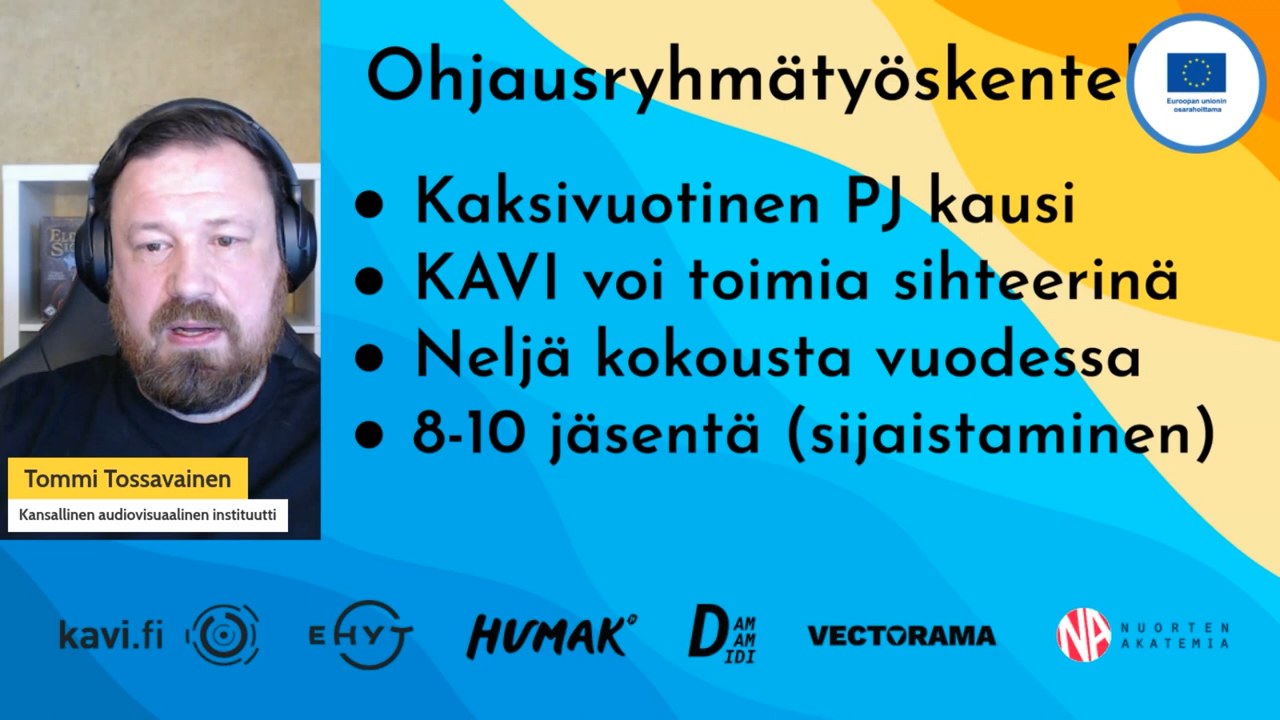 Ohjausryhmätyöskente
Euroopan unionin
osarahoittama
● Kaksivuotinen PJ kausi
● KAVI voi toimia sihteerinä
● Neljä kokousta vuodessa
● 8-10 jäsentä (sijaistaminen)
Tommi Tossavainen
Kansallinen audiovisuaalinen instituutti
kavi.fi
EHYT
HUMAK
DAM
AM
IDI
VECTORAMA
NA NUORTEN
AKATEMIA